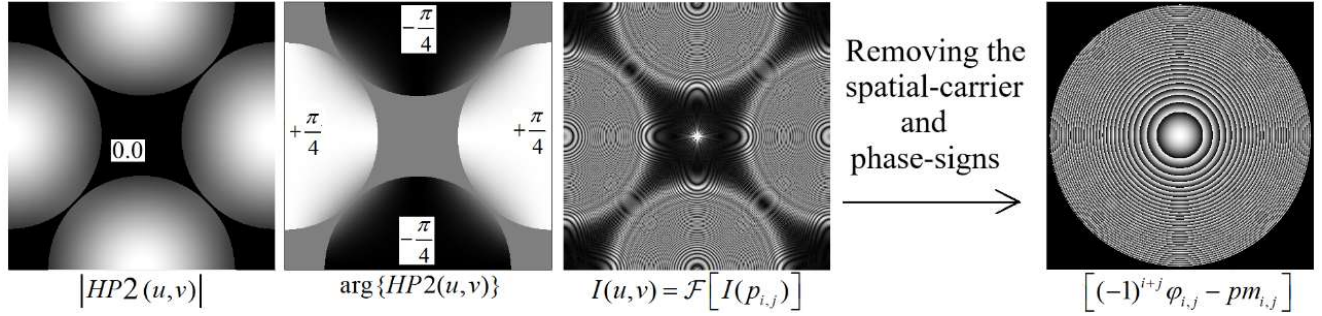 0.0
|HP2(u,v)|
−π/4
+π/4
+π/4
−π/4
arg{HP2(u,v)}
I(u,v) = ℱ[I(p_{i,j})]
Removing the
spatial-carrier
and
phase-signs
[(-1)^{i+j} φ_{i,j} − pm_{i,j}]